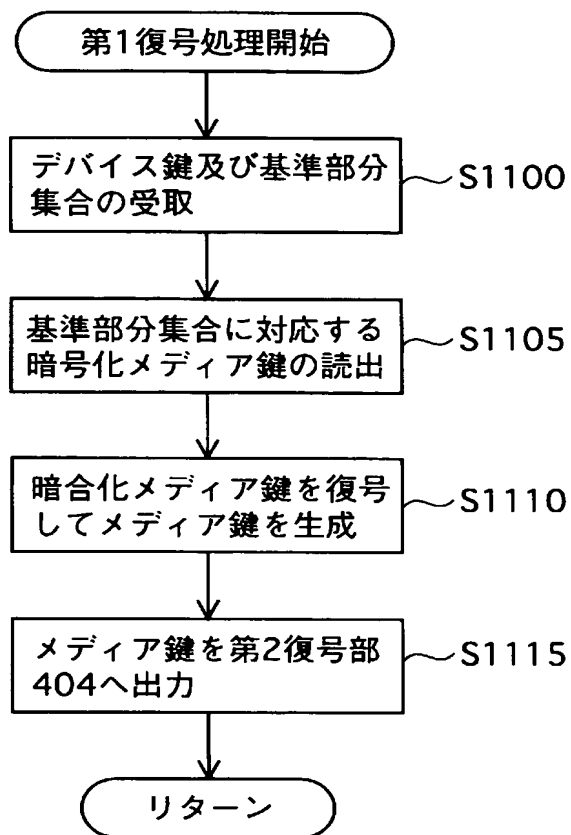 第1復号処理開始
デバイス鍵及び基準部分
集合の受取
S1100
基準部分集合に対応する
暗号化メディア鍵の読出
S1105
暗合化メディア鍵を復号
してメディア鍵を生成
S1110
メディア鍵を第2復号部
404へ出力
S1115
リターン